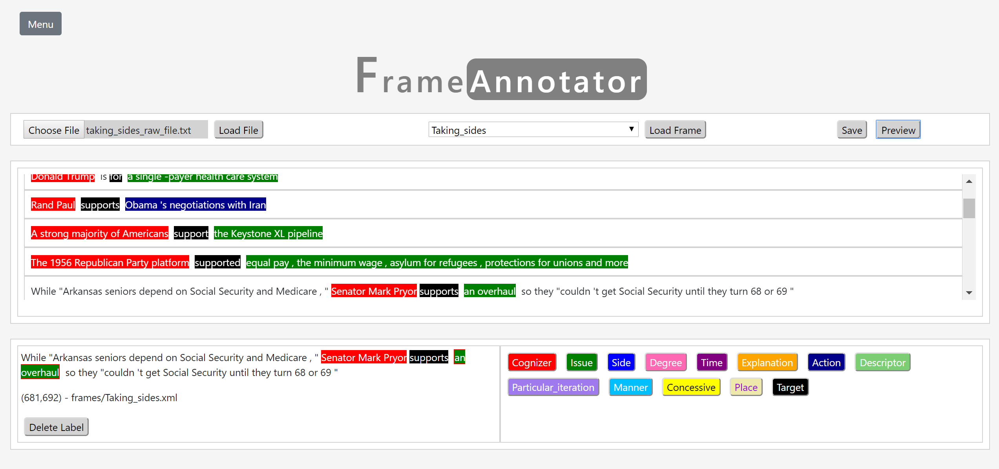 Menu
FrameAnnotator
Choose File taking_sides_raw_file.txt Load File Taking_sides Load Frame Save Preview
Donald Trump is for a single -payer health care system
Rand Paul supports Obama 's negotiations with Iran
A strong majority of Americans support the Keystone XL pipeline
The 1956 Republican Party platform supported equal pay , the minimum wage , asylum for refugees , protections for unions and more
While "Arkansas seniors depend on Social Security and Medicare , " Senator Mark Pryor supports an overhaul so they "couldn 't get Social Security until they turn 68 or 69 "
While "Arkansas seniors depend on Social Security and Medicare , " Senator Mark Pryor supports an
overhaul so they "couldn 't get Social Security until they turn 68 or 69 "
(681,692) - frames/Taking_sides.xml
Delete Label
Cognizer Issue Side Degree Time Explanation Action Descriptor
Particular_iteration Manner Concessive Place Target